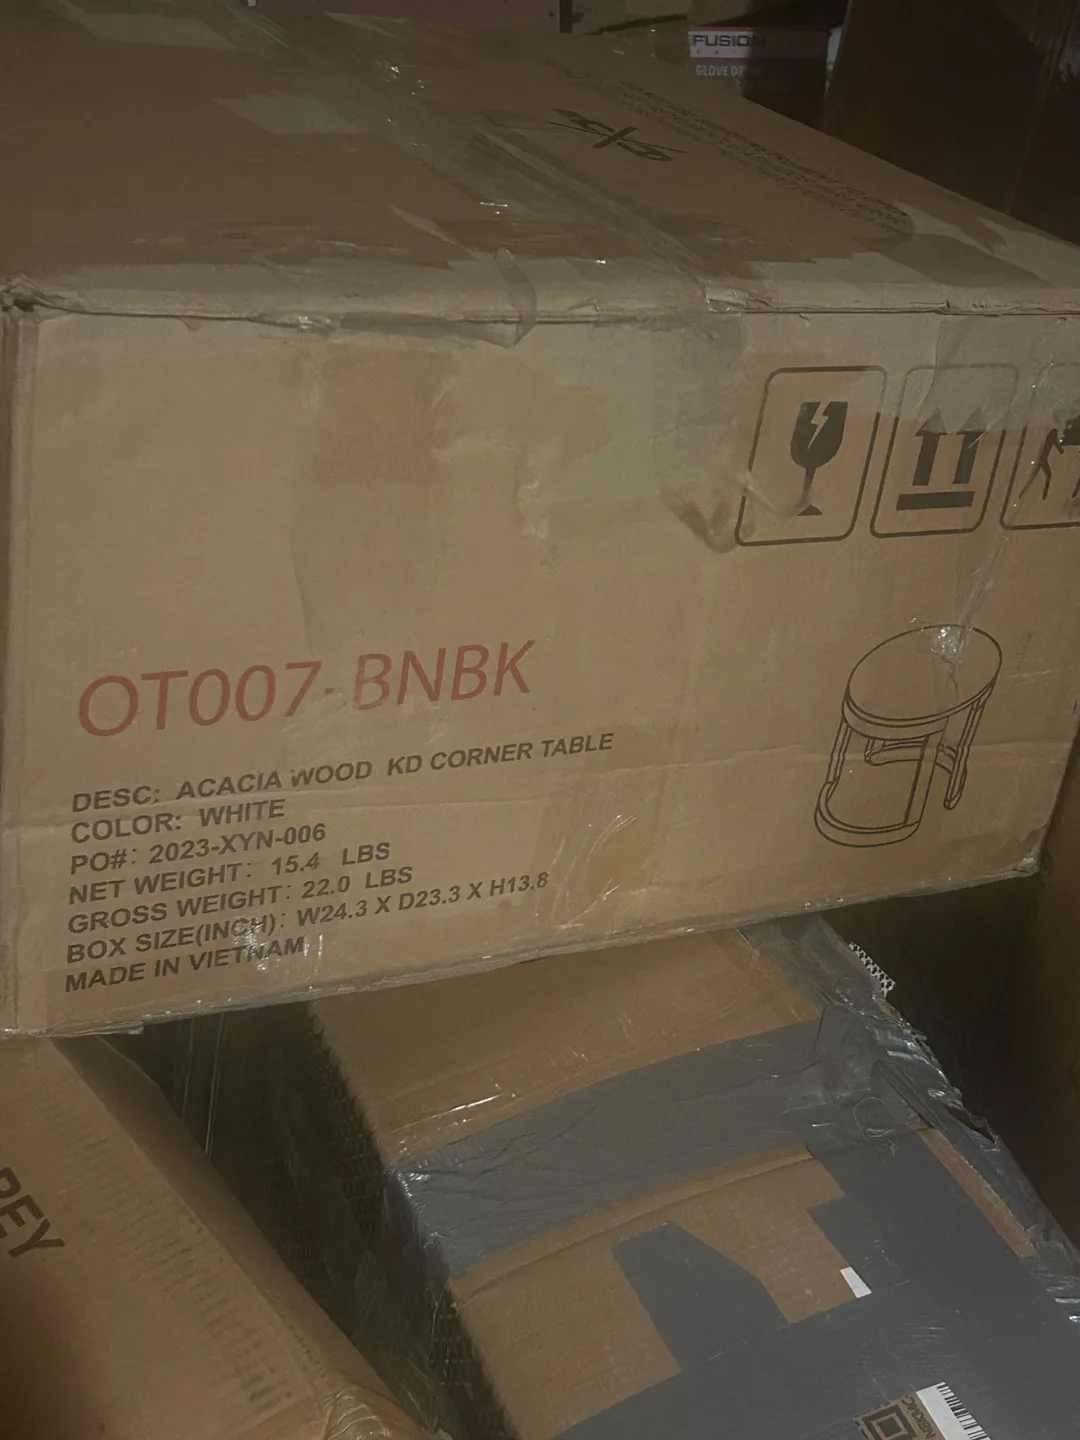 FUSION
GLOVE
OT007-BNBK
DESC: ACACIA WOOD KD CORNER TABLE
COLOR: WHITE
PO#: 2023-XYN-006
NET WEIGHT: 15.4 LBS
GROSS WEIGHT: 22.0 LBS
BOX SIZE(INCH): W24.3 X D23.3 X H13.8
MADE IN VIETNAM